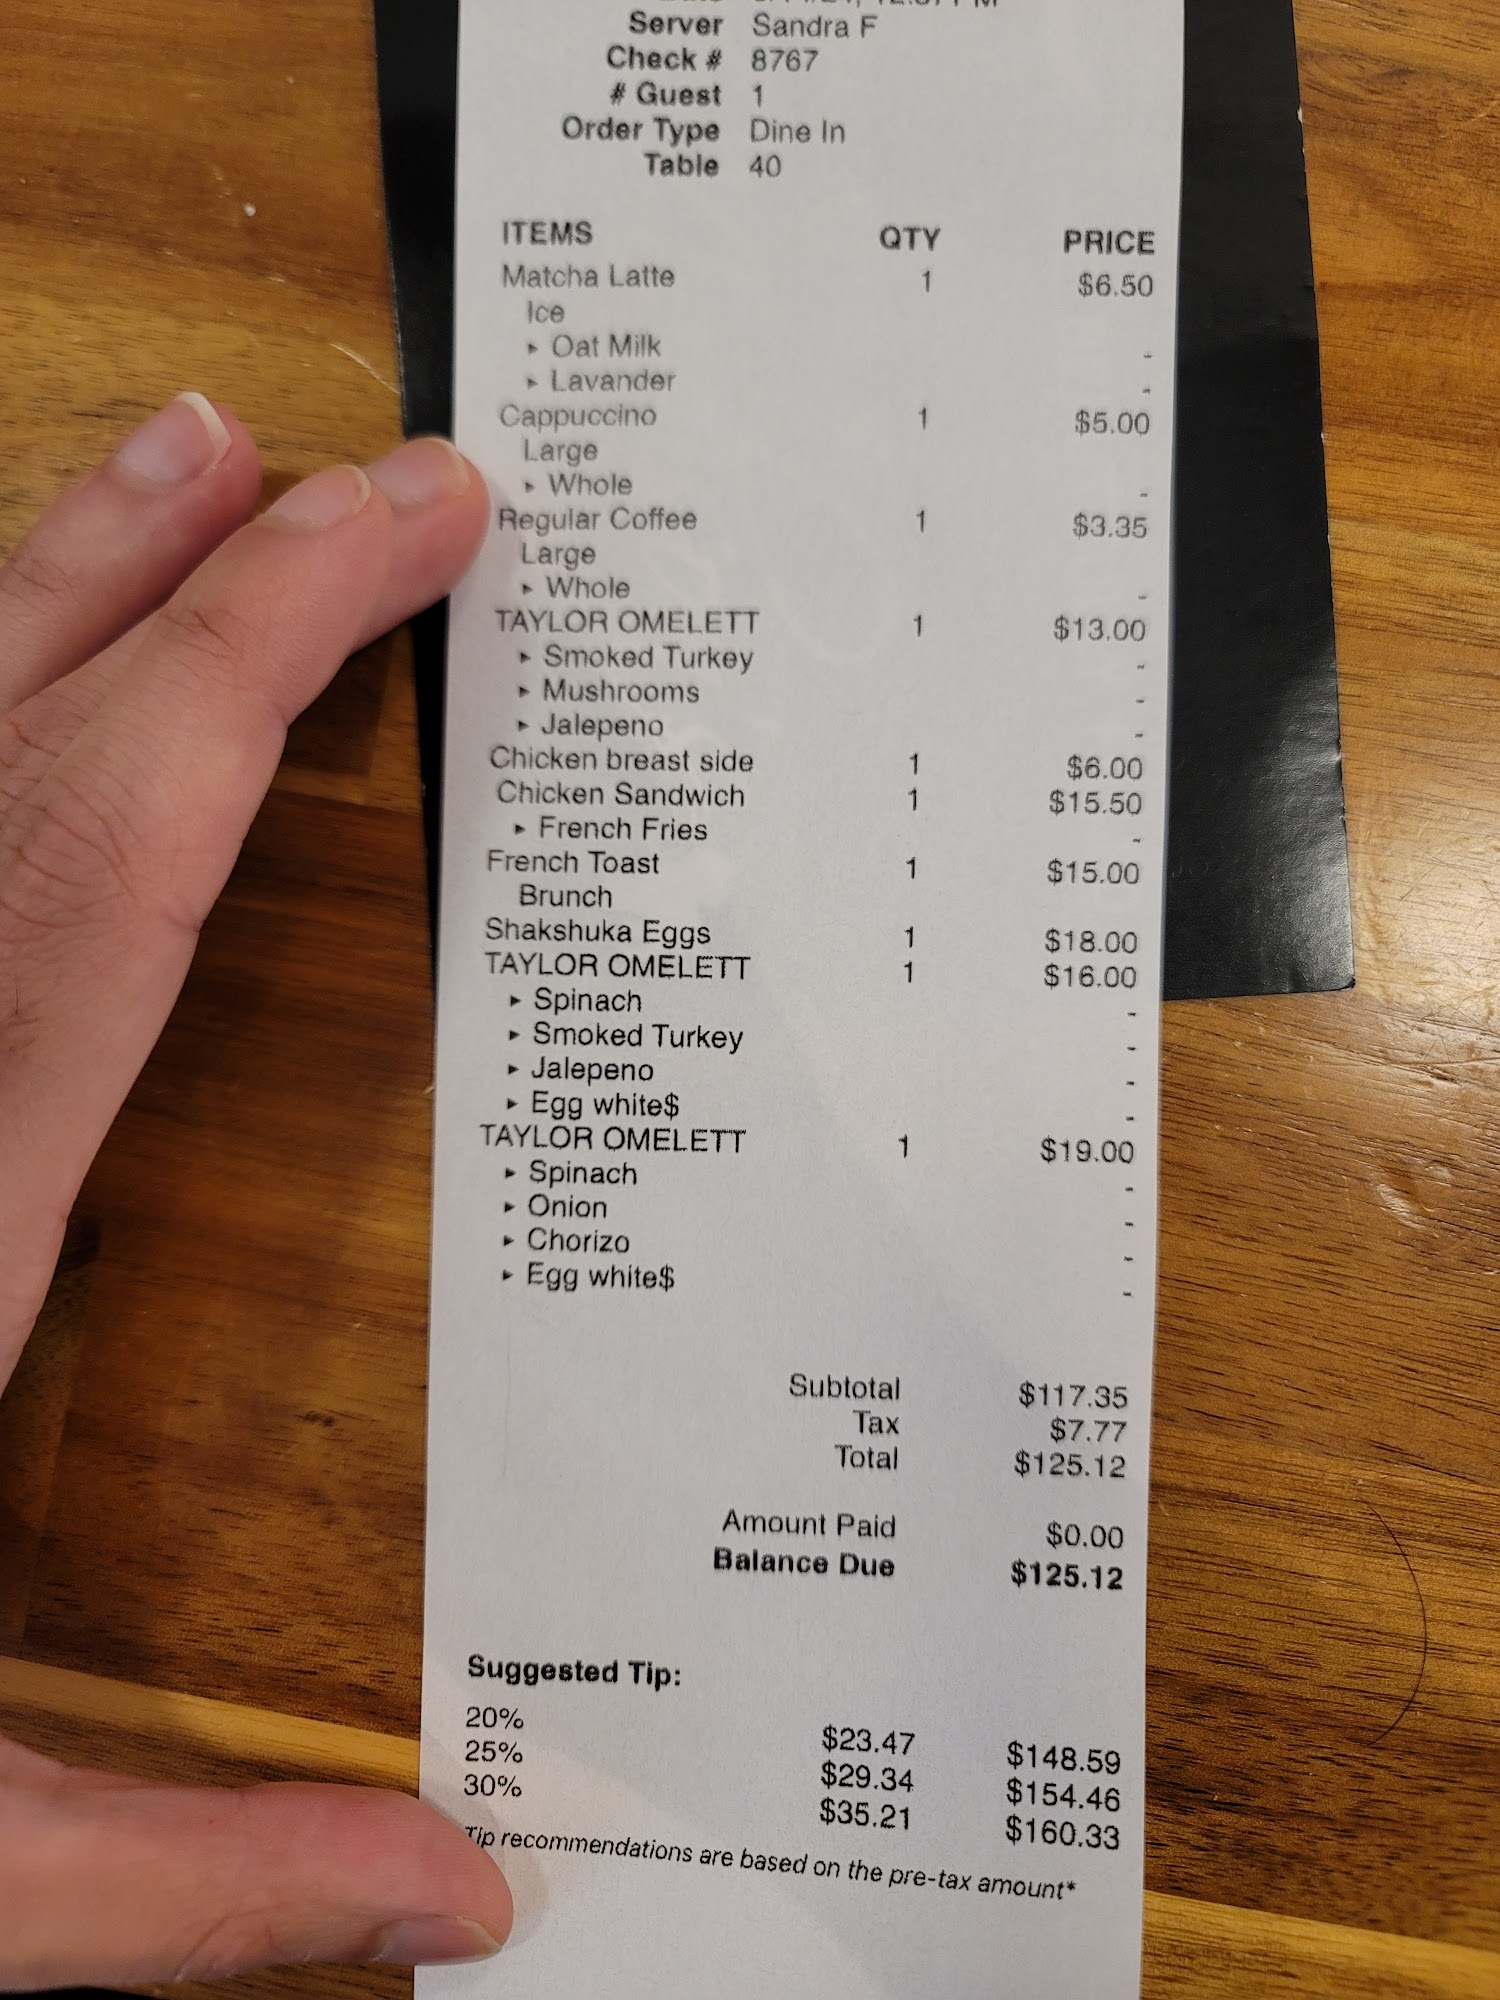 Server Sandra F
Check # 8767
# Guest 1
Order Type Dine In
Table 40
ITEMS QTY PRICE
Matcha Latte 1 $6.50
Ice
▸ Oat Milk -
▸ Lavander -
Cappuccino 1 $5.00
Large
▸ Whole -
Regular Coffee 1 $3.35
Large
▸ Whole -
TAYLOR OMELETT 1 $13.00
▸ Smoked Turkey -
▸ Mushrooms -
▸ Jalepeno -
Chicken breast side 1 $6.00
Chicken Sandwich 1 $15.50
▸ French Fries -
French Toast 1 $15.00
Brunch
Shakshuka Eggs 1 $18.00
TAYLOR OMELETT 1 $16.00
▸ Spinach -
▸ Smoked Turkey -
▸ Jalepeno -
▸ Egg white$ -
TAYLOR OMELETT 1 $19.00
▸ Spinach -
▸ Onion -
▸ Chorizo -
▸ Egg white$ -
Subtotal $117.35
Tax $7.77
Total $125.12
Amount Paid $0.00
Balance Due $125.12
Suggested Tip:
20% $23.47 $148.59
25% $29.34 $154.46
30% $35.21 $160.33
Tip recommendations are based on the pre-tax amount*